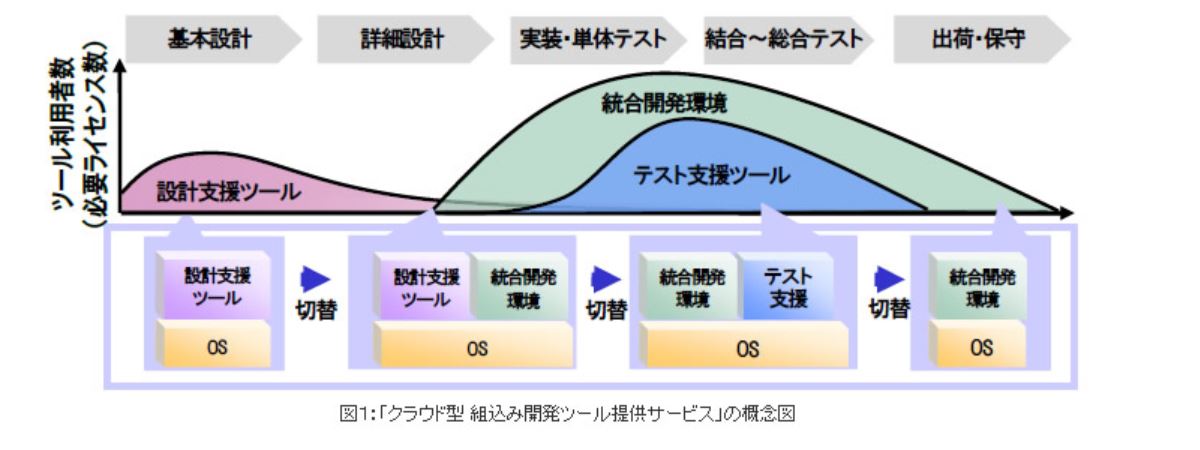 基本設計
詳細設計
実装・単体テスト
結合～総合テスト
出荷・保守
ツール利用者数
（必要ライセンス数）
統合開発環境
設計支援ツール
テスト支援ツール
設計支援
ツール
OS
切替
設計支援
ツール
統合開発
環境
OS
切替
統合開発
環境
テスト
支援
OS
切替
統合開発
環境
OS
図1：「クラウド型 組込み開発ツール提供サービス」の概念図